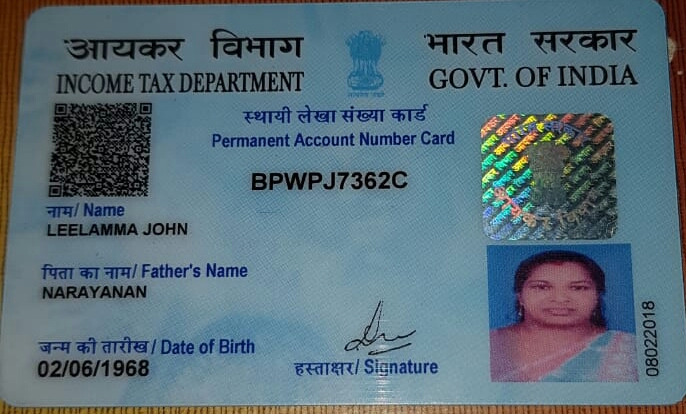 आयकर विभाग
INCOME TAX DEPARTMENT
भारत सरकार
GOVT. OF INDIA
स्थायी लेखा संख्या कार्ड
Permanent Account Number Card
BPWPJ7362C
नाम/ Name
LEELAMMA JOHN
पिता का नाम/ Father's Name
NARAYANAN
जन्म की तारीख/ Date of Birth
02/06/1968
हस्ताक्षर/ Signature
08022018